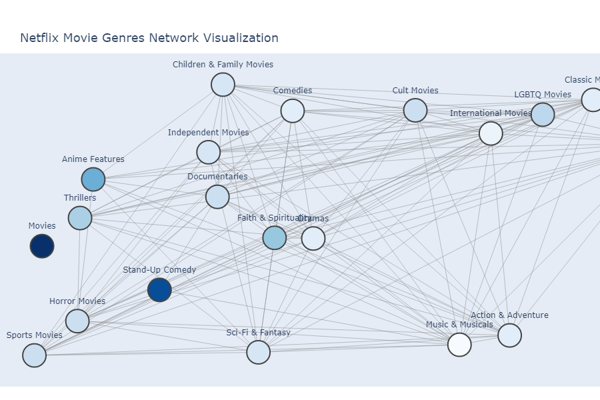 Netflix Movie Genres Network Visualization
Children & Family Movies
Classic M
Comedies
Cult Movies
LGBTQ Movies
International Movies
Independent Movies
Anime Features
Documentaries
Thrillers
Faith & Spirituality
Dramas
Movies
Stand-Up Comedy
Horror Movies
Action & Adventure
Music & Musicals
Sports Movies
Sci-Fi & Fantasy